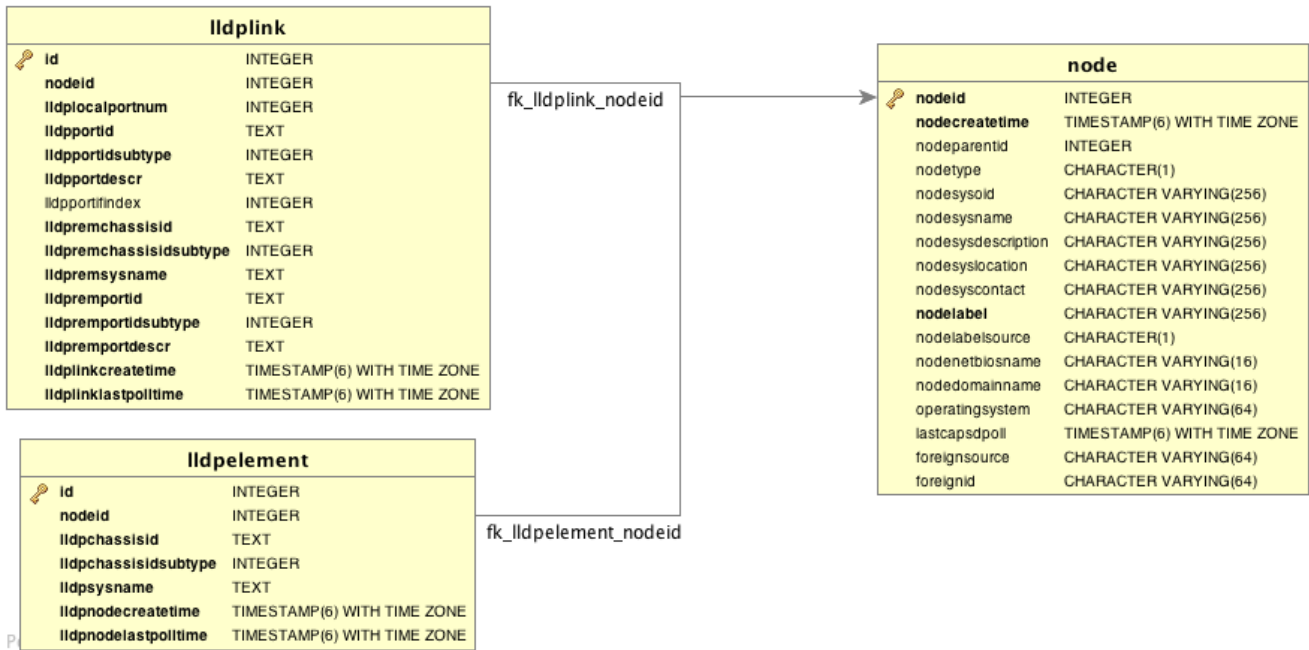 lldplink
id INTEGER
nodeid INTEGER
lldplocalportnum INTEGER
lldpportid TEXT
lldpportidsubtype INTEGER
lldpportdescr TEXT
lldpportifindex INTEGER
lldpremchassisid TEXT
lldpremchassisidsubtype INTEGER
lldpremsysname TEXT
lldpremportid TEXT
lldpremportidsubtype INTEGER
lldpremportdescr TEXT
lldplinkcreatetime TIMESTAMP(6) WITH TIME ZONE
lldplinklastpolltime TIMESTAMP(6) WITH TIME ZONE
fk_lldplink_nodeid
node
nodeid INTEGER
nodecreatetime TIMESTAMP(6) WITH TIME ZONE
nodeparentid INTEGER
nodetype CHARACTER(1)
nodesysoid CHARACTER VARYING(256)
nodesysname CHARACTER VARYING(256)
nodesysdescription CHARACTER VARYING(256)
nodesyslocation CHARACTER VARYING(256)
nodesyscontact CHARACTER VARYING(256)
nodelabel CHARACTER VARYING(256)
nodelabelsource CHARACTER(1)
nodenetbiosname CHARACTER VARYING(16)
nodedomainname CHARACTER VARYING(16)
operatingsystem CHARACTER VARYING(64)
lastcapsdpoll TIMESTAMP(6) WITH TIME ZONE
foreignsource CHARACTER VARYING(64)
foreignid CHARACTER VARYING(64)
lldpelement
id INTEGER
nodeid INTEGER
lldpchassisid TEXT
lldpchassisidsubtype INTEGER
lldpsysname TEXT
lldpnodecreatetime TIMESTAMP(6) WITH TIME ZONE
lldpnodelastpolltime TIMESTAMP(6) WITH TIME ZONE
fk_lldpelement_nodeid